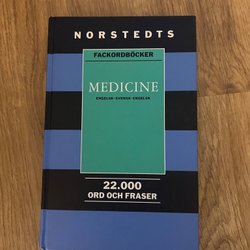 NORSTEDTS
FACKORDBÖCKER
MEDICINE
ENGELSK-SVENSK-ENGELSK
22.000
ORD OCH FRASER